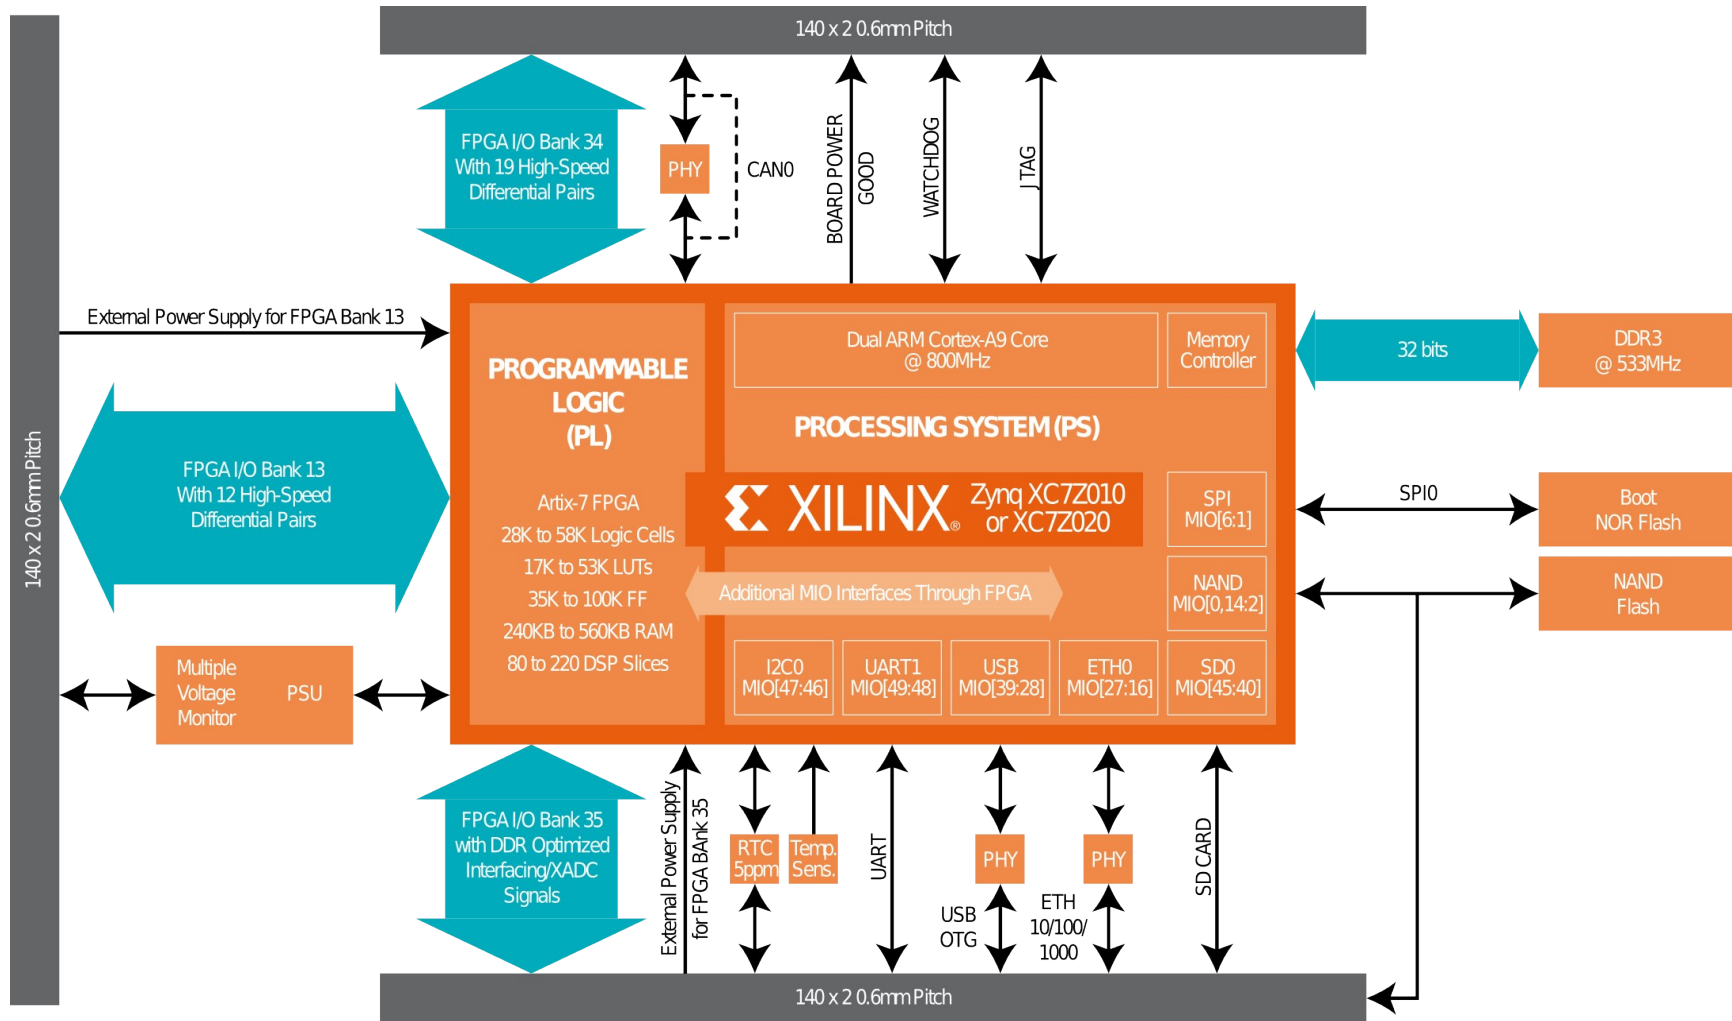 140 x 2 0.6mm Pitch
FPGA I/O Bank 34
With 19 High-Speed
Differential Pairs
PHY
CAN0
BOARD POWER
GOOD
WATCHDOG
JTAG
140 x 2 0.6mm Pitch
External Power Supply for FPGA Bank 13
PROGRAMMABLE
LOGIC
(PL)
Artix-7 FPGA
28K to 58K Logic Cells
17K to 53K LUTs
35K to 100K FF
240KB to 560KB RAM
80 to 220 DSP Slices
Dual ARM Cortex-A9 Core
@ 800MHz
Memory
Controller
PROCESSING SYSTEM (PS)
XILINX®
Zynq XC7Z010
or XC7Z020
SPI
MIO[6:1]
Additional MIO Interfaces Through FPGA
NAND
MIO[0,14:2]
I2C0
MIO[47:46]
UART1
MIO[49:48]
USB
MIO[39:28]
ETH0
MIO[27:16]
SD0
MIO[45:40]
32 bits
DDR3
@ 533MHz
SPI0
Boot
NOR Flash
NAND
Flash
FPGA I/O Bank 13
With 12 High-Speed
Differential Pairs
Multiple
Voltage
Monitor
PSU
FPGA I/O Bank 35
with DDR Optimized
Interfacing/XADC
Signals
External Power Supply
for FPGA BAnk 35
RTC
5ppm
Temp.
Sens.
UART
PHY
USB
OTG
PHY
ETH
10/100/
1000
SD CARD
140 x 2 0.6mm Pitch